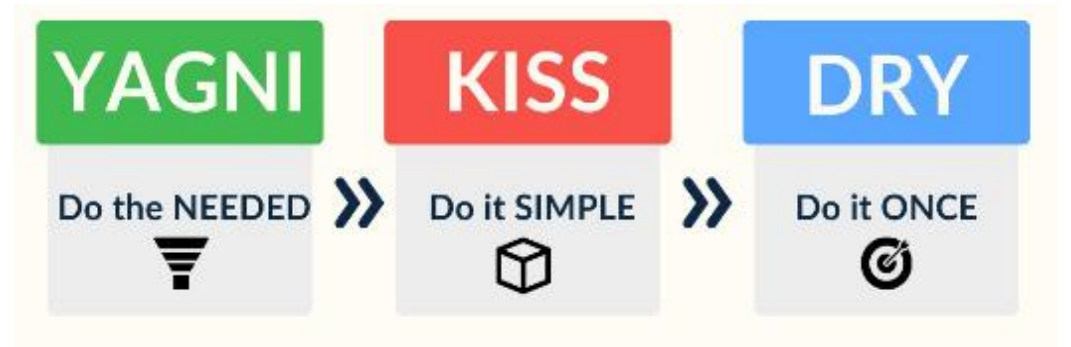 YAGNI
Do the NEEDED
KISS
Do it SIMPLE
DRY
Do it ONCE